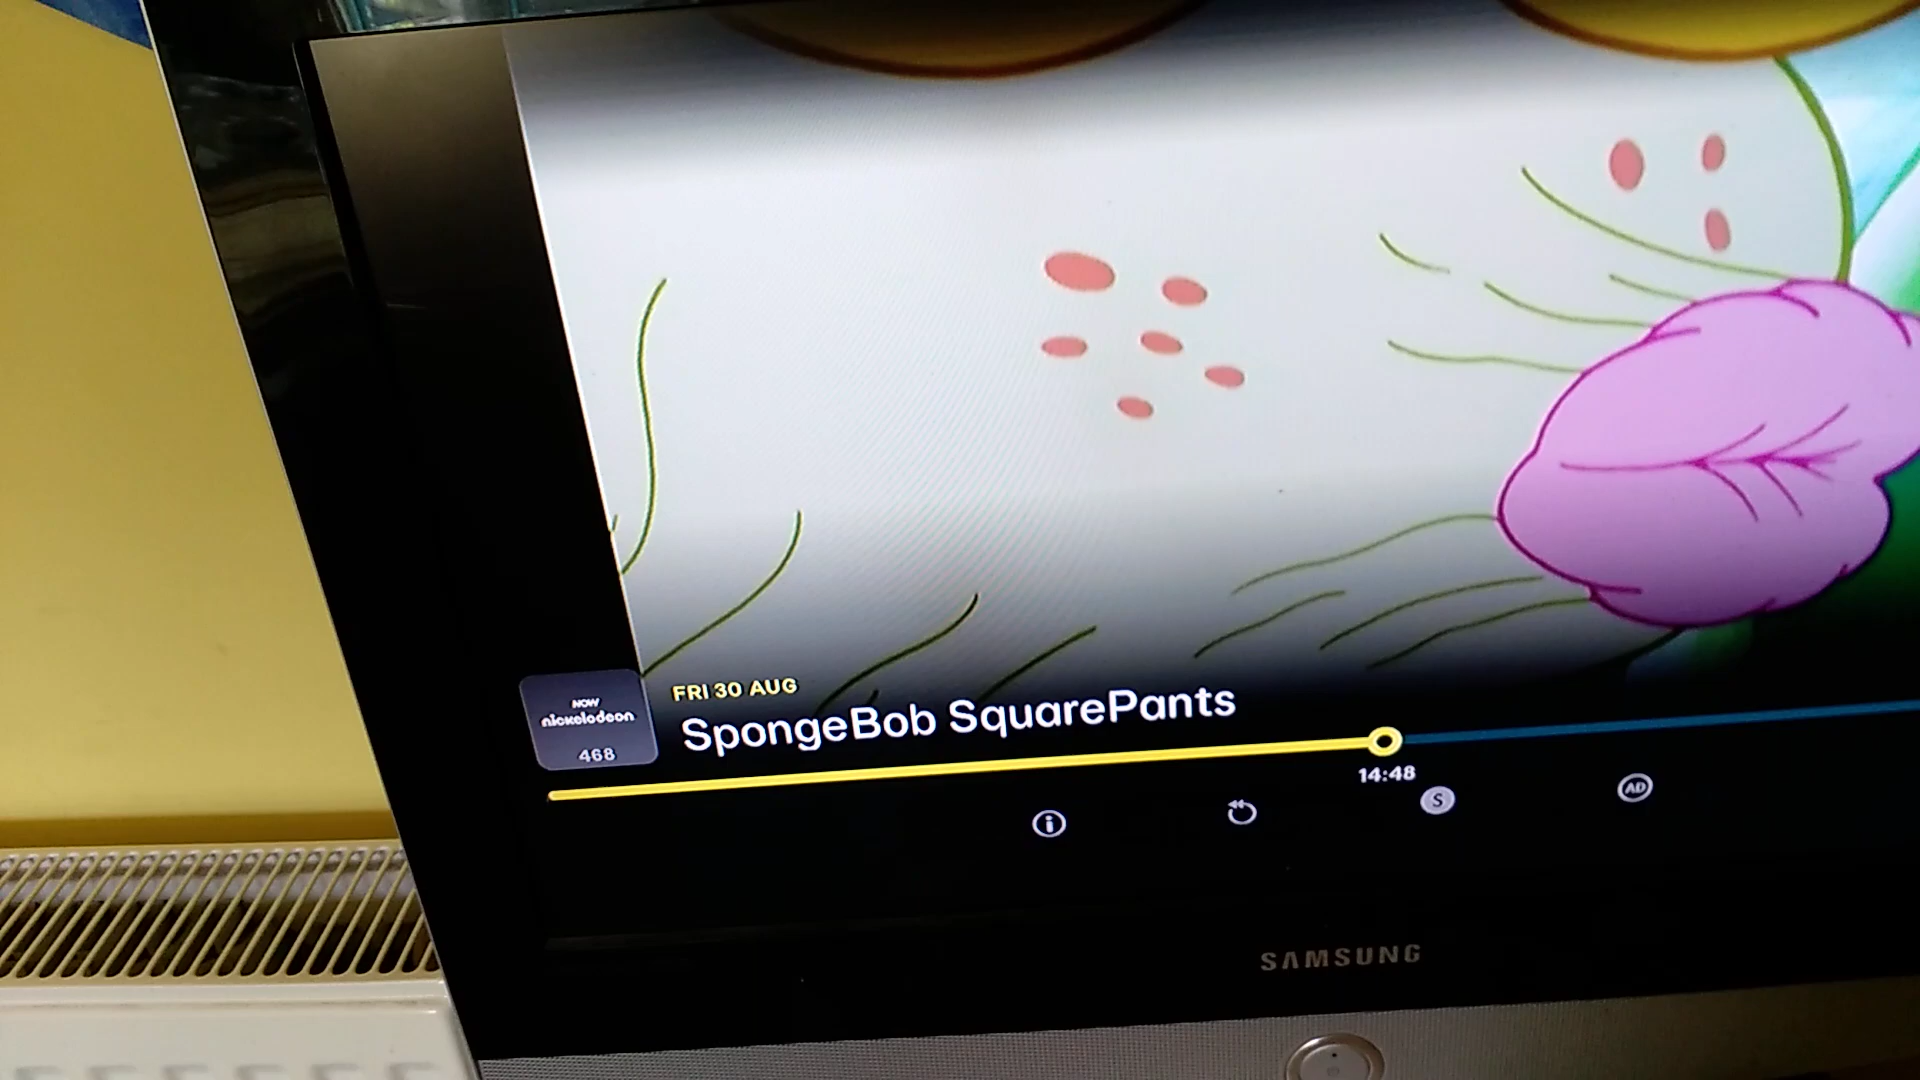 FRI 30 AUG
NOW
nickelodeon
468
SpongeBob SquarePants
14:48
i
S
AD
SAMSUNG